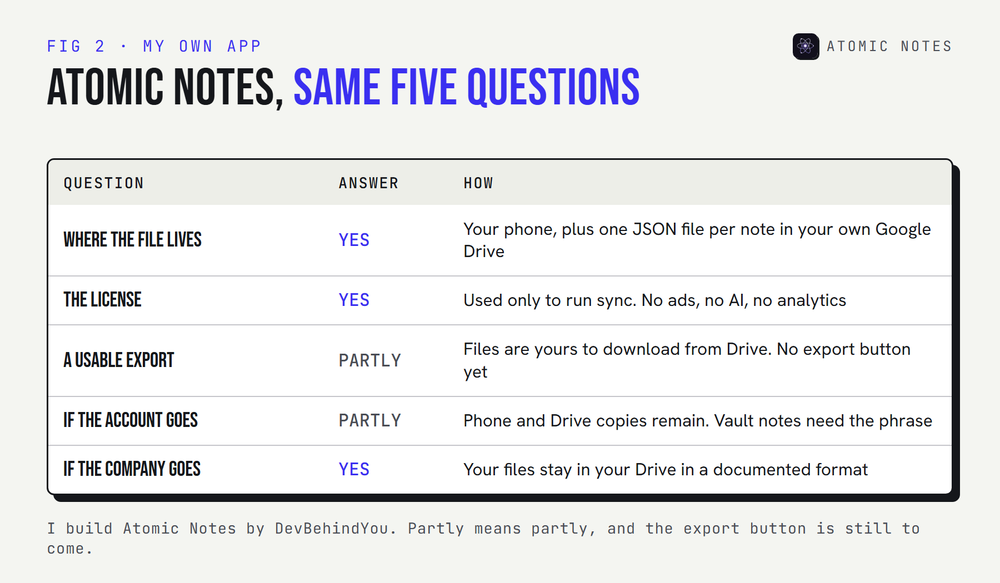 FIG 2 · MY OWN APP
ATOMIC NOTES
ATOMIC NOTES, SAME FIVE QUESTIONS
QUESTION ANSWER HOW
WHERE THE FILE LIVES YES Your phone, plus one JSON file per note in your own Google
Drive
THE LICENSE YES Used only to run sync. No ads, no AI, no analytics
A USABLE EXPORT PARTLY Files are yours to download from Drive. No export button
yet
IF THE ACCOUNT GOES PARTLY Phone and Drive copies remain. Vault notes need the phrase
IF THE COMPANY GOES YES Your files stay in your Drive in a documented format
I build Atomic Notes by DevBehindYou. Partly means partly, and the export button is still to
come.